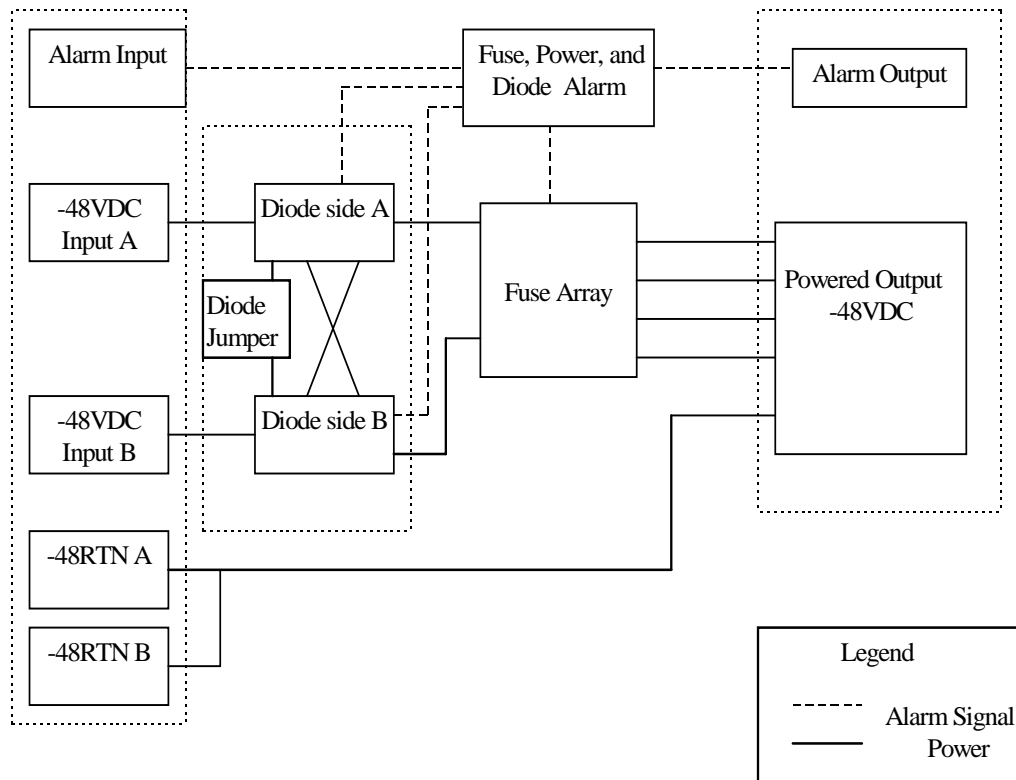 Alarm Input
Fuse, Power, and
Diode Alarm
Alarm Output
-48VDC
Input A
Diode side A
Fuse Array
Powered Output
-48VDC
Diode
Jumper
-48VDC
Input B
Diode side B
-48RTN A
-48RTN B
Legend
Alarm Signal
Power